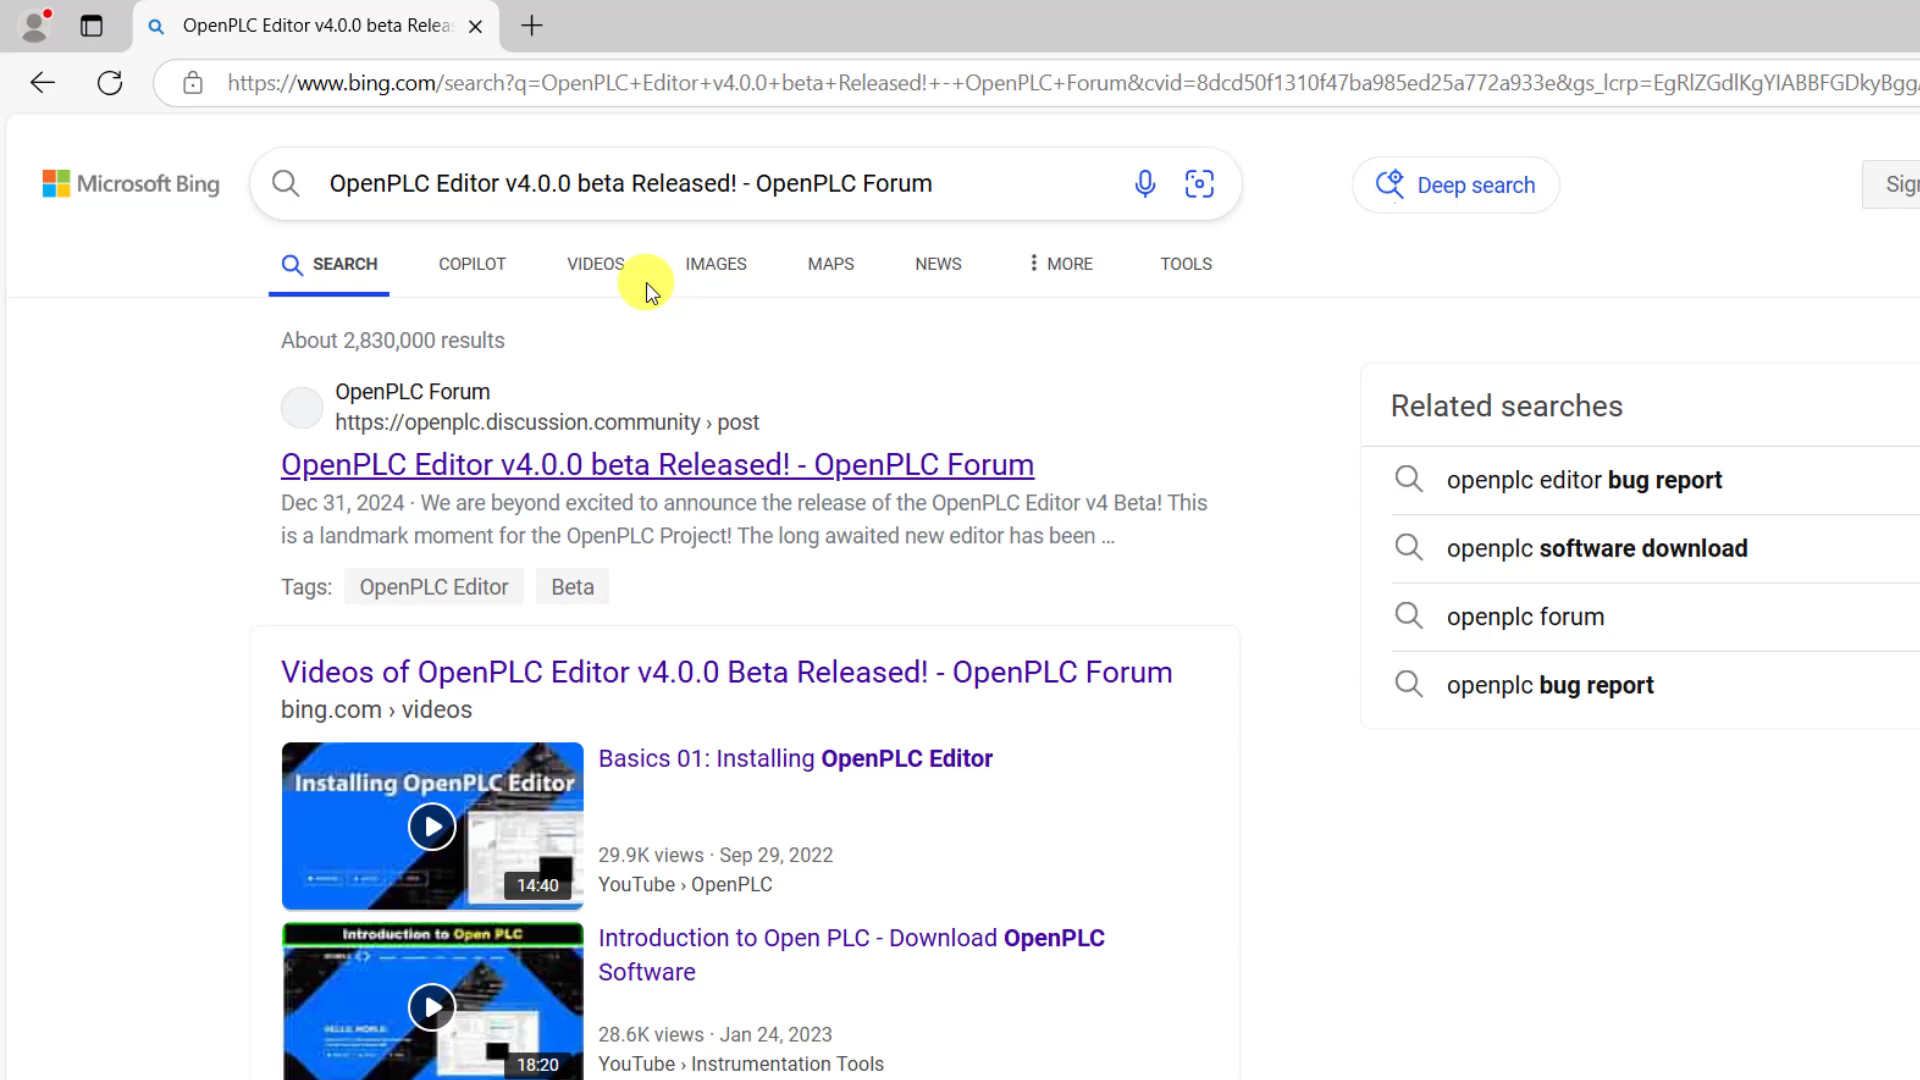 OpenPLC Editor v4.0.0 beta Releas
https://www.bing.com/search?q=OpenPLC+Editor+v4.0.0+beta+Released!+-+OpenPLC+Forum&cvid=8dcd50f1310f47ba985ed25a772a933e&gs_lcrp=EgRlZGdlKgYIABBFGDkyBgg
Microsoft Bing
OpenPLC Editor v4.0.0 beta Released! - OpenPLC Forum
Deep search
Sig
SEARCH COPILOT VIDEOS IMAGES MAPS NEWS MORE TOOLS
About 2,830,000 results
OpenPLC Forum
https://openplc.discussion.community › post
OpenPLC Editor v4.0.0 beta Released! - OpenPLC Forum
Dec 31, 2024 · We are beyond excited to announce the release of the OpenPLC Editor v4 Beta! This
is a landmark moment for the OpenPLC Project! The long awaited new editor has been ...
Tags: OpenPLC Editor Beta
Videos of OpenPLC Editor v4.0.0 Beta Released! - OpenPLC Forum
bing.com › videos
Installing OpenPLC Editor
14:40
Basics 01: Installing OpenPLC Editor
29.9K views · Sep 29, 2022
YouTube › OpenPLC
Introduction to Open PLC
18:20
Introduction to Open PLC - Download OpenPLC
Software
28.6K views · Jan 24, 2023
YouTube › Instrumentation Tools
Related searches
openplc editor bug report
openplc software download
openplc forum
openplc bug report